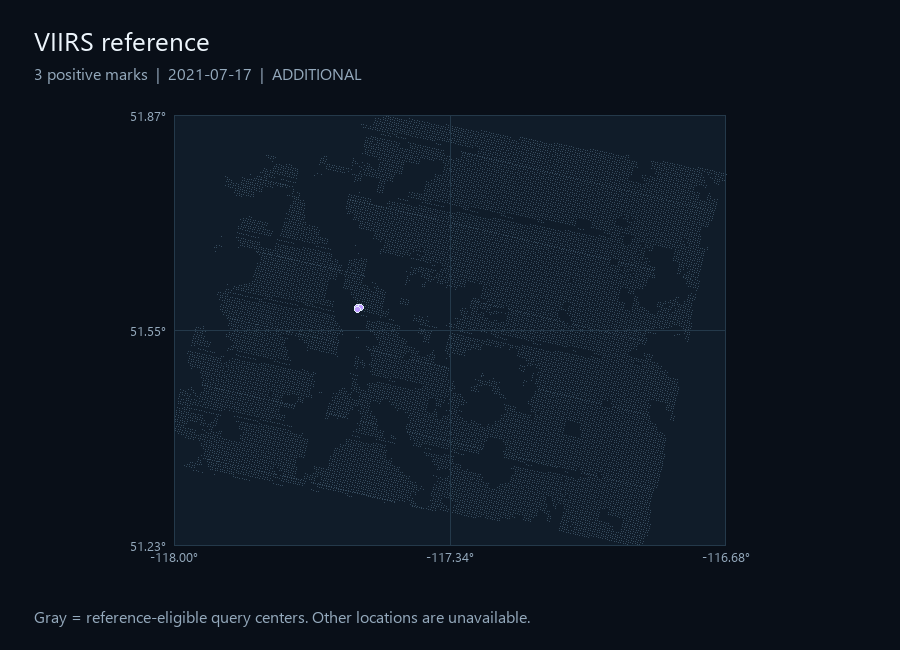 VIIRS reference
3 positive marks | 2021-07-17 | ADDITIONAL
51.87°
51.55°
51.23°
-118.00°
-117.34°
-116.68°
Gray = reference-eligible query centers. Other locations are unavailable.